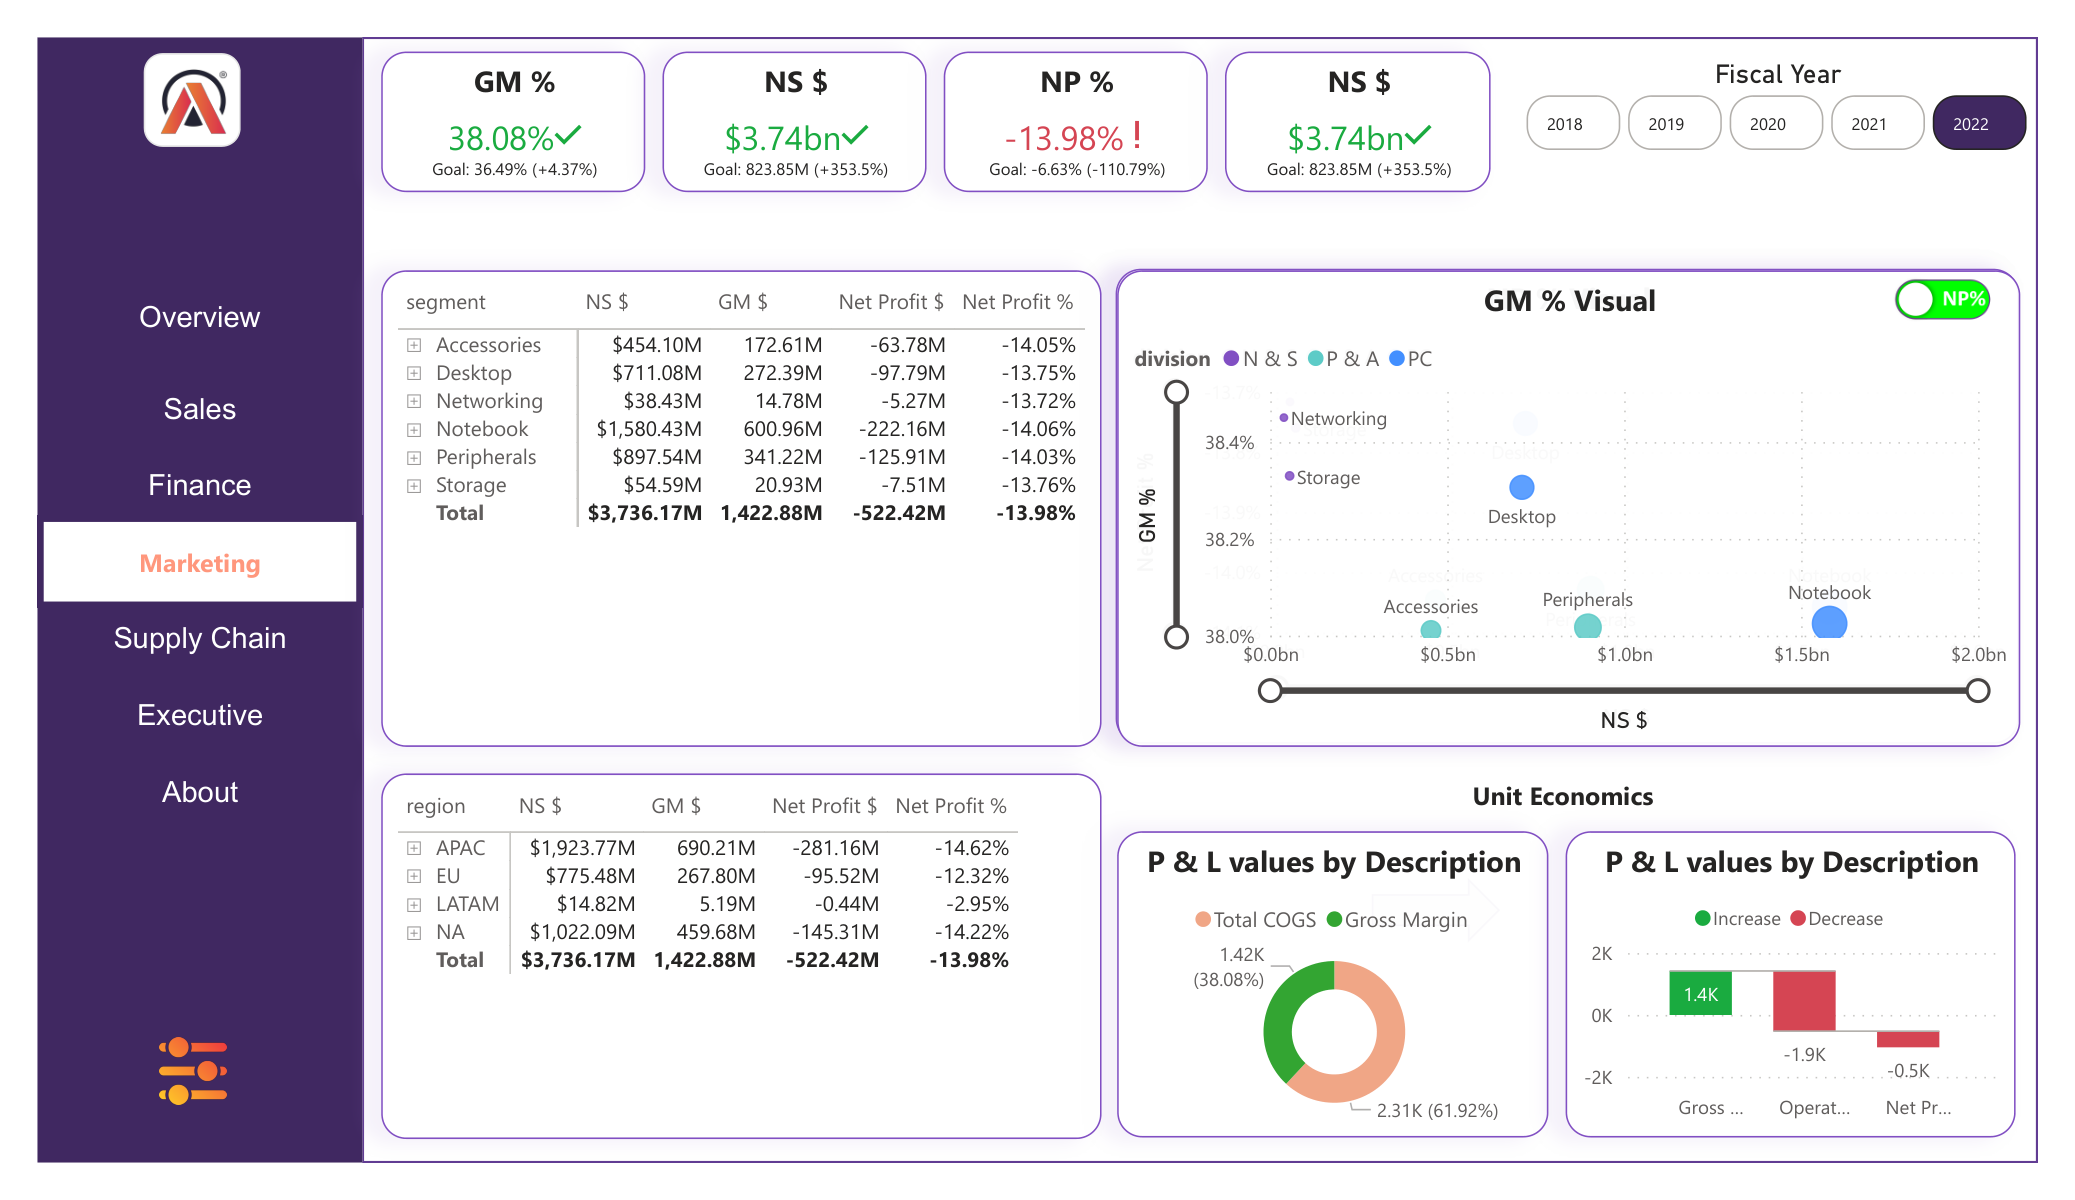 ®
Overview
Sales
Finance
Marketing
Supply Chain
Executive
About
GM %
38.08%
Goal: 36.49% (+4.37%)
NS $
$3.74bn
Goal: 823.85M (+353.5%)
NP %
-13.98% !
Goal: -6.63% (-110.79%)
NS $
$3.74bn
Goal: 823.85M (+353.5%)
Fiscal Year
2018 2019 2020 2021 2022
segment NS $ GM $ Net Profit $ Net Profit %
Accessories $454.10M 172.61M -63.78M -14.05%
Desktop $711.08M 272.39M -97.79M -13.75%
Networking $38.43M 14.78M -5.27M -13.72%
Notebook $1,580.43M 600.96M -222.16M -14.06%
Peripherals $897.54M 341.22M -125.91M -14.03%
Storage $54.59M 20.93M -7.51M -13.76%
Total $3,736.17M 1,422.88M -522.42M -13.98%
GM % Visual
NP%
division N & S P & A PC
-13.7%
Networking
38.4%
Desktop
Storage
GM %
-13.9%
Desktop
38.2%
-14.0%
Accessories
Notebook
Accessories
Peripherals
Notebook
38.0%
$0.0bn $0.5bn $1.0bn $1.5bn $2.0bn
NS $
region NS $ GM $ Net Profit $ Net Profit %
APAC $1,923.77M 690.21M -281.16M -14.62%
EU $775.48M 267.80M -95.52M -12.32%
LATAM $14.82M 5.19M -0.44M -2.95%
NA $1,022.09M 459.68M -145.31M -14.22%
Total $3,736.17M 1,422.88M -522.42M -13.98%
Unit Economics
P & L values by Description
Total COGS Gross Margin
1.42K
(38.08%)
2.31K (61.92%)
P & L values by Description
Increase Decrease
2K
1.4K
0K
-1.9K
-0.5K
-2K
Gross ... Operat... Net Pr...